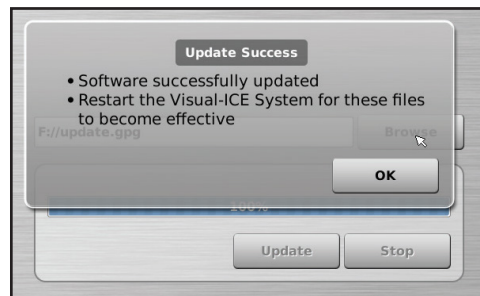 Update Success
• Software successfully updated
• Restart the Visual-ICE System for these files
to become effective
F://update.gpg
Browse
OK
100%
Update
Stop